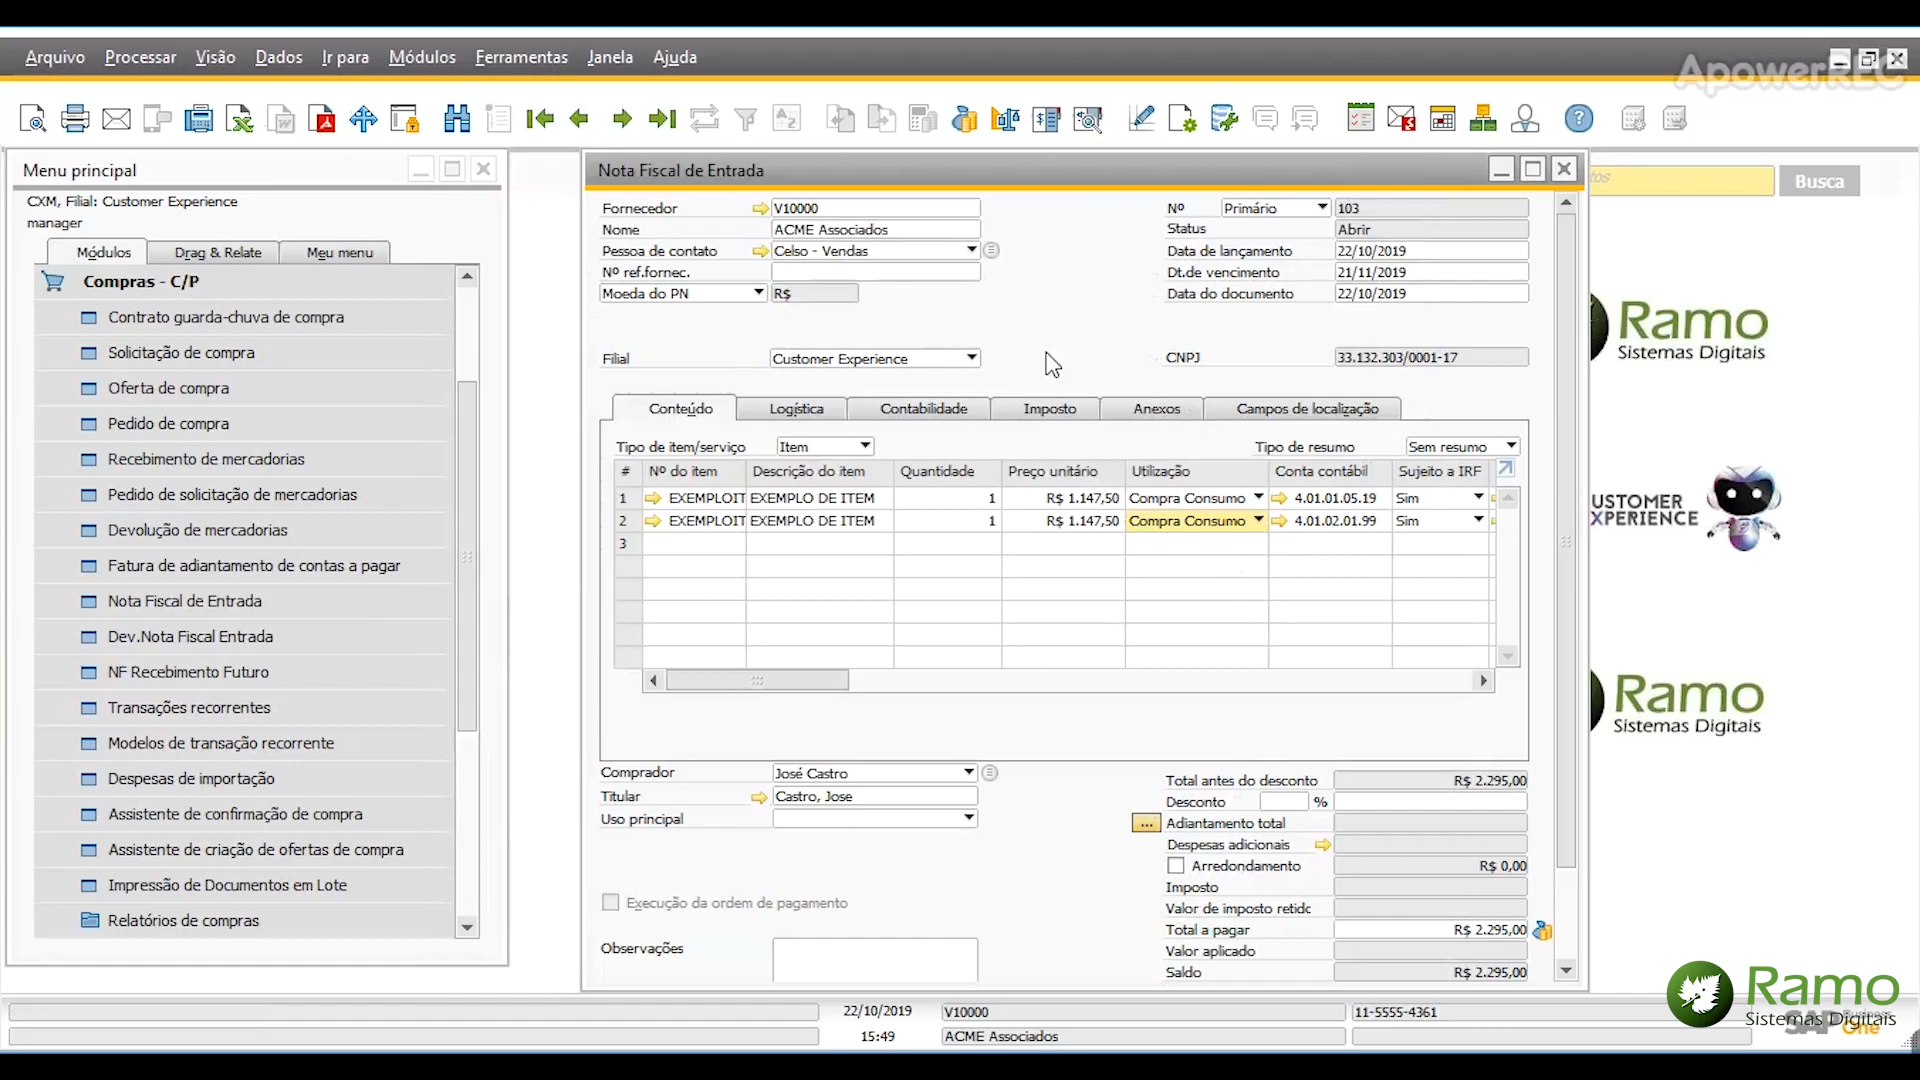 Arquivo Processar Visão Dados Ir para Módulos Ferramentas Janela Ajuda
ApowerREC
Menu principal
CXM, Filial: Customer Experience
manager
Módulos Drag & Relate Meu menu
Compras - C/P
Contrato guarda-chuva de compra
Solicitação de compra
Oferta de compra
Pedido de compra
Recebimento de mercadorias
Pedido de solicitação de mercadorias
Devolução de mercadorias
Fatura de adiantamento de contas a pagar
Nota Fiscal de Entrada
Dev.Nota Fiscal Entrada
NF Recebimento Futuro
Transações recorrentes
Modelos de transação recorrente
Despesas de importação
Assistente de confirmação de compra
Assistente de criação de ofertas de compra
Impressão de Documentos em Lote
Relatórios de compras
Nota Fiscal de Entrada
Fornecedor V10000
Nome ACME Associados
Pessoa de contato Celso - Vendas
Nº ref.fornec.
Moeda do PN R$
Filial Customer Experience
Nº Primário 103
Status Abrir
Data de lançamento 22/10/2019
Dt.de vencimento 21/11/2019
Data do documento 22/10/2019
CNPJ 33.132.303/0001-17
Conteúdo Logística Contabilidade Imposto Anexos Campos de localização
Tipo de item/serviço Item Tipo de resumo Sem resumo
# Nº do item Descrição do item Quantidade Preço unitário Utilização Conta contábil Sujeito a IRF
1 EXEMPLOIT EXEMPLO DE ITEM 1 R$ 1.147,50 Compra Consumo 4.01.01.05.19 Sim
2 EXEMPLOIT EXEMPLO DE ITEM 1 R$ 1.147,50 Compra Consumo 4.01.02.01.99 Sim
3
Comprador José Castro
Titular Castro, Jose
Uso principal
Execução da ordem de pagamento
Observações
Total antes do desconto R$ 2.295,00
Desconto %
... Adiantamento total
Despesas adicionais
Arredondamento R$ 0,00
Imposto
Valor de imposto retidc
Total a pagar R$ 2.295,00
Valor aplicado
Saldo R$ 2.295,00
tos Busca
Ramo
Sistemas Digitais
USTOMER
XPERIENCE
Ramo
Sistemas Digitais
22/10/2019 V10000 11-5555-4361
15:49 ACME Associados
Ramo
Sistemas Digitais
SAP Business One